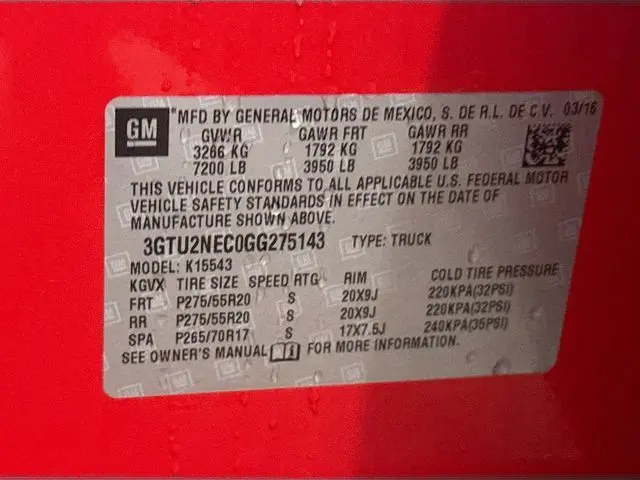 GM
*MFD BY GENERAL MOTORS DE MEXICO, S. DE R.L. DE C.V. 03/16
GVWR GAWR FRT GAWR RR
3266 KG 1792 KG 1792 KG
7200 LB 3950 LB 3950 LB
THIS VEHICLE CONFORMS TO ALL APPLICABLE U.S. FEDERAL MOTOR
VEHICLE SAFETY STANDARDS IN EFFECT ON THE DATE OF
MANUFACTURE SHOWN ABOVE.
3GTU2NEC0GG275143 TYPE: TRUCK
MODEL: K15543
KGVX TIRE SIZE SPEED RTG RIM COLD TIRE PRESSURE
FRT P275/55R20 S 20X9J 220KPA(32PSI)
RR P275/55R20 S 20X9J 220KPA(32PSI)
SPA P265/70R17 S 17X7.5J 240KPA(35PSI)
SEE OWNER'S MANUAL FOR MORE INFORMATION.